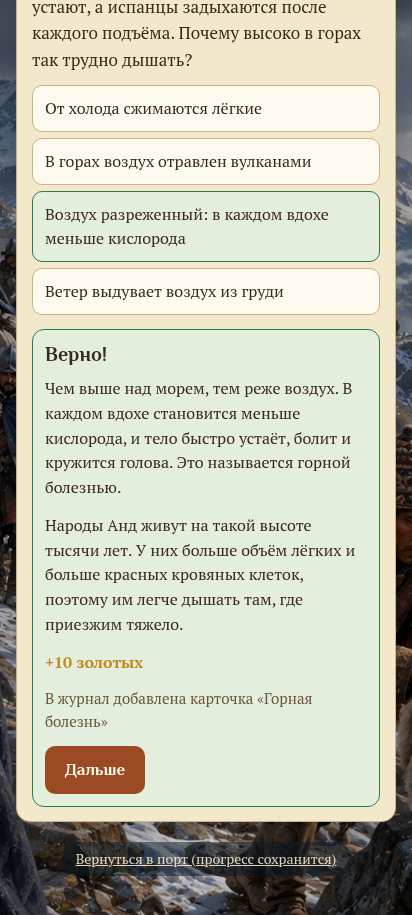 устают, а испанцы задыхаются после
каждого подъёма. Почему высоко в горах
так трудно дышать?
От холода сжимаются лёгкие
В горах воздух отравлен вулканами
Воздух разреженный: в каждом вдохе
меньше кислорода
Ветер выдувает воздух из груди
Верно!
Чем выше над морем, тем реже воздух. В
каждом вдохе становится меньше
кислорода, и тело быстро устаёт, болит и
кружится голова. Это называется горной
болезнью.
Народы Анд живут на такой высоте
тысячи лет. У них больше объём лёгких и
больше красных кровяных клеток,
поэтому им легче дышать там, где
приезжим тяжело.
+10 золотых
В журнал добавлена карточка «Горная
болезнь»
Дальше
Вернуться в порт (прогресс сохранится)